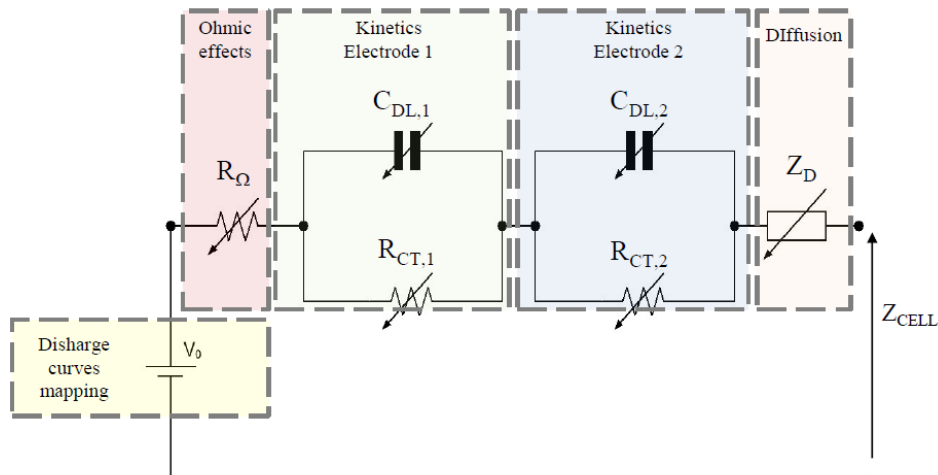 Ohmic
effects
Kinetics
Electrode 1
Kinetics
Electrode 2
DIffusion
C_DL,1
C_DL,2
R_Ω
Z_D
R_CT,1
R_CT,2
Z_CELL
Disharge
curves
mapping
V_0